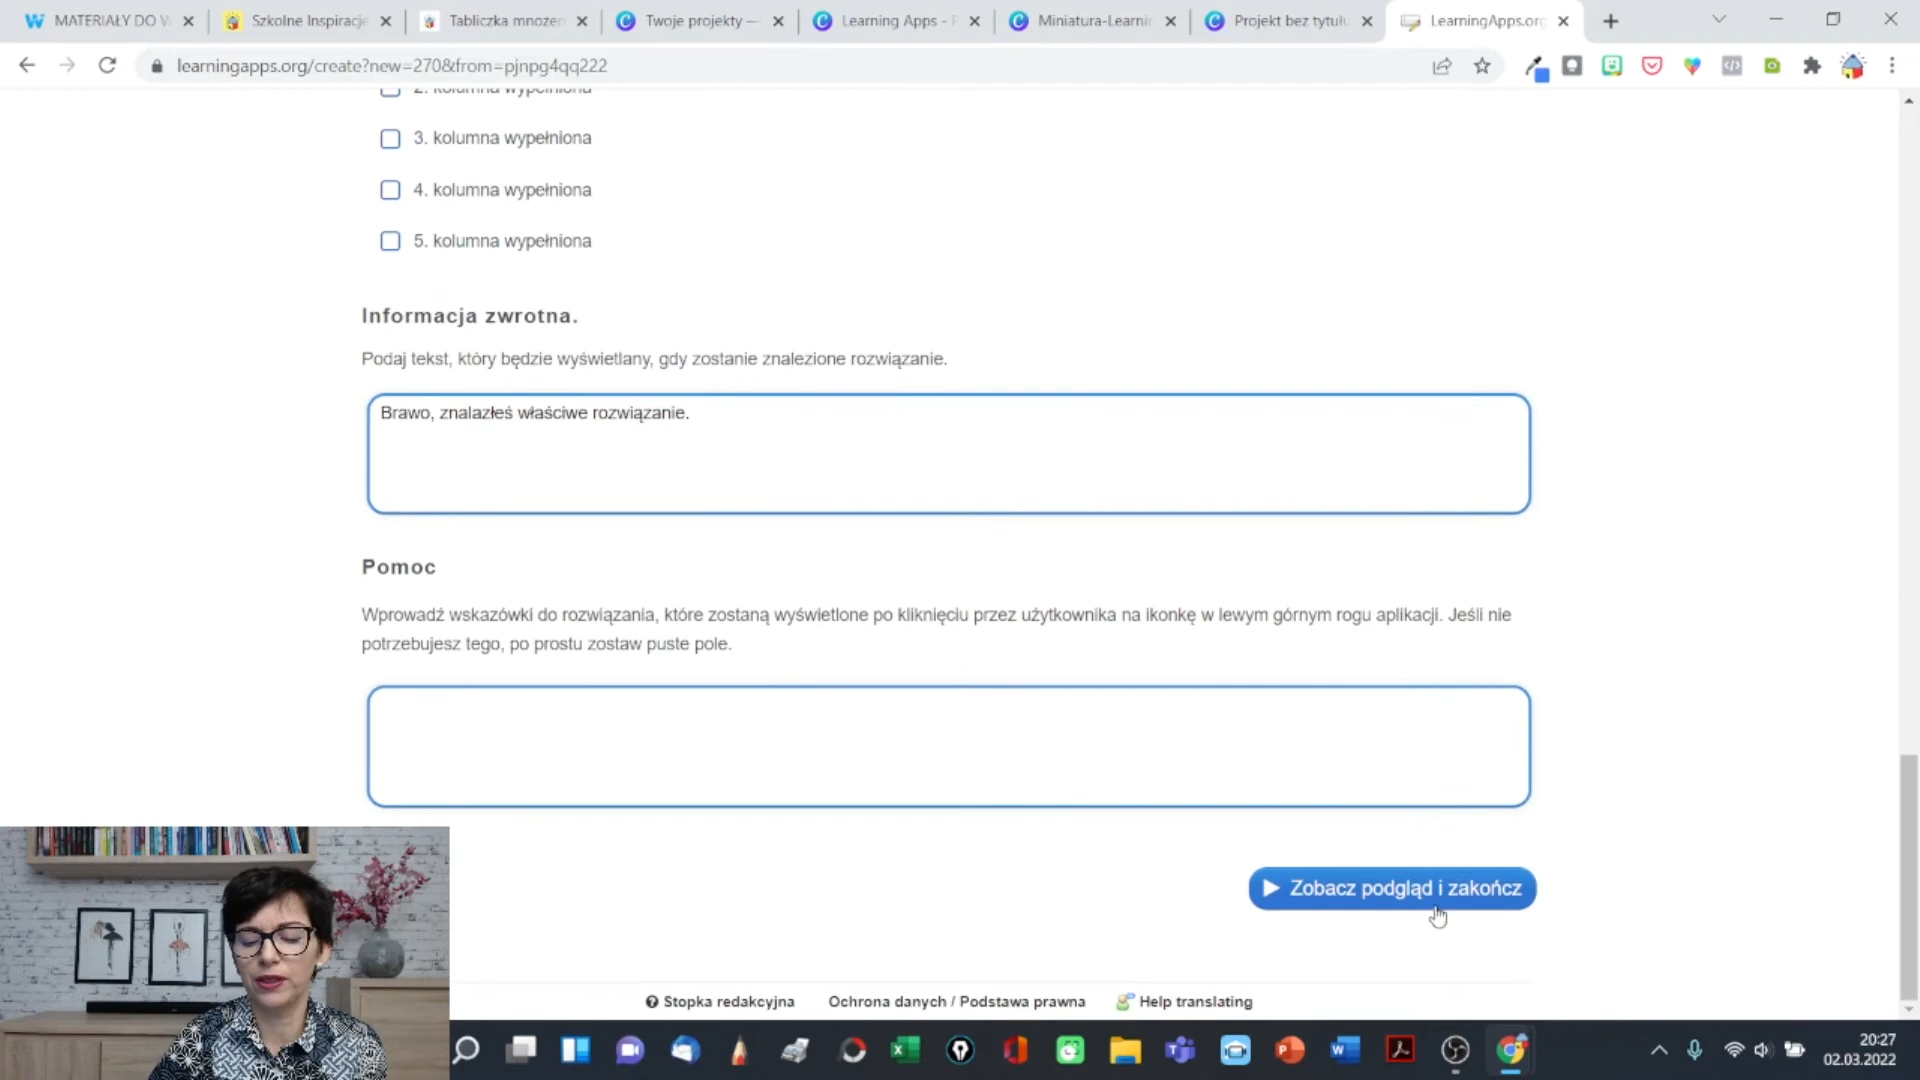 MATERIAŁY DO W
Szkolne Inspiracje
Tabliczka mnożen
Twoje projekty —
Learning Apps - P
Miniatura-Learnin
Projekt bez tytułu
LearningApps.org
learningapps.org/create?new=270&from=pjnpg4qq222
2. kolumna wypełniona
3. kolumna wypełniona
4. kolumna wypełniona
5. kolumna wypełniona
Informacja zwrotna.
Podaj tekst, który będzie wyświetlany, gdy zostanie znalezione rozwiązanie.
Brawo, znalazłeś właściwe rozwiązanie.
Pomoc
Wprowadź wskazówki do rozwiązania, które zostaną wyświetlone po kliknięciu przez użytkownika na ikonkę w lewym górnym rogu aplikacji. Jeśli nie
potrzebujesz tego, po prostu zostaw puste pole.
Zobacz podgląd i zakończ
Stopka redakcyjna
Ochrona danych / Podstawa prawna
Help translating
20:27
02.03.2022